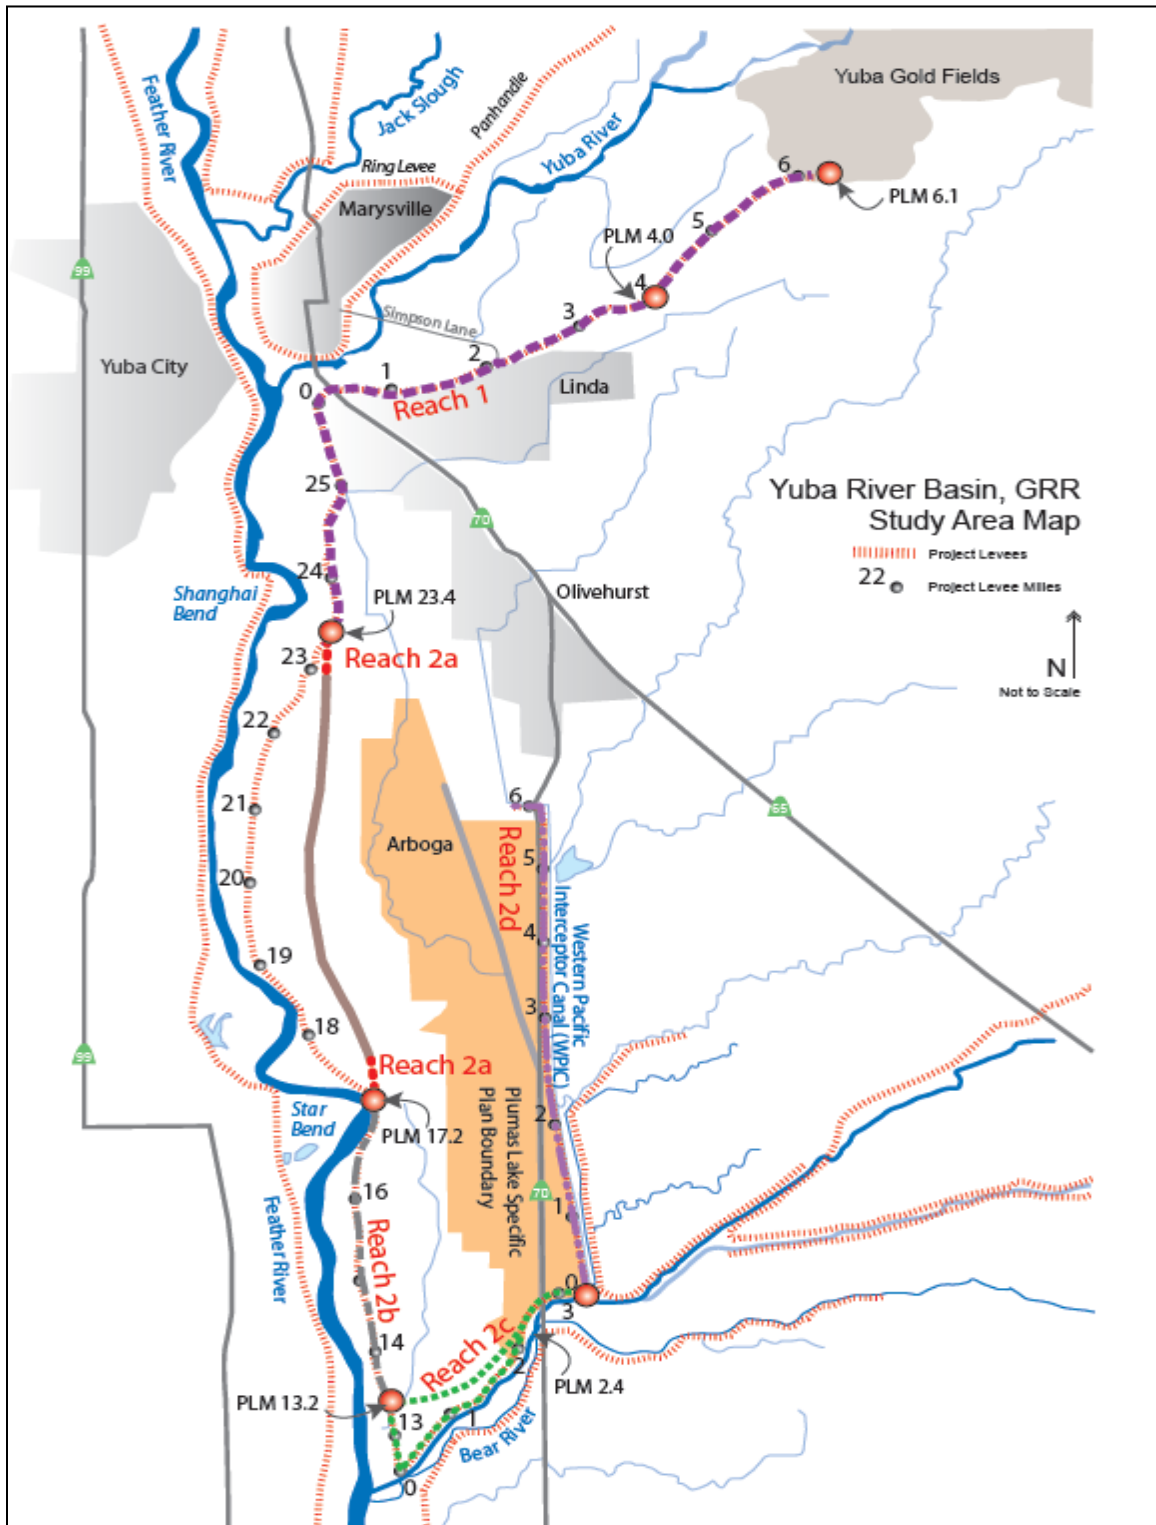 Yuba Gold Fields
Feather River
Jack Slough
Panhandle
Yuba River
Ring Levee
Marysville
6
PLM 6.1
5
PLM 4.0
99
4
3
Simpson Lane
2
Yuba City
1
0
Reach 1
Linda
25
70
Yuba River Basin, GRR
Study Area Map
Project Levees
22
Project Levee Miles
N
Not to Scale
24
Shanghai
Bend
PLM 23.4
Olivehurst
23
Reach 2a
22
21
6
65
Arboga
Reach 2d
5
20
4
Western Pacific
Interceptor Canal (WPIC)
19
3
18
99
Reach 2a
Star
Bend
PLM 17.2
2
Plumas Lake Specific
Plan Boundary
70
16
1
Feather River
Reach 2b
0
3
14
Reach 2c
2
PLM 2.4
PLM 13.2
13
1
Bear River
0